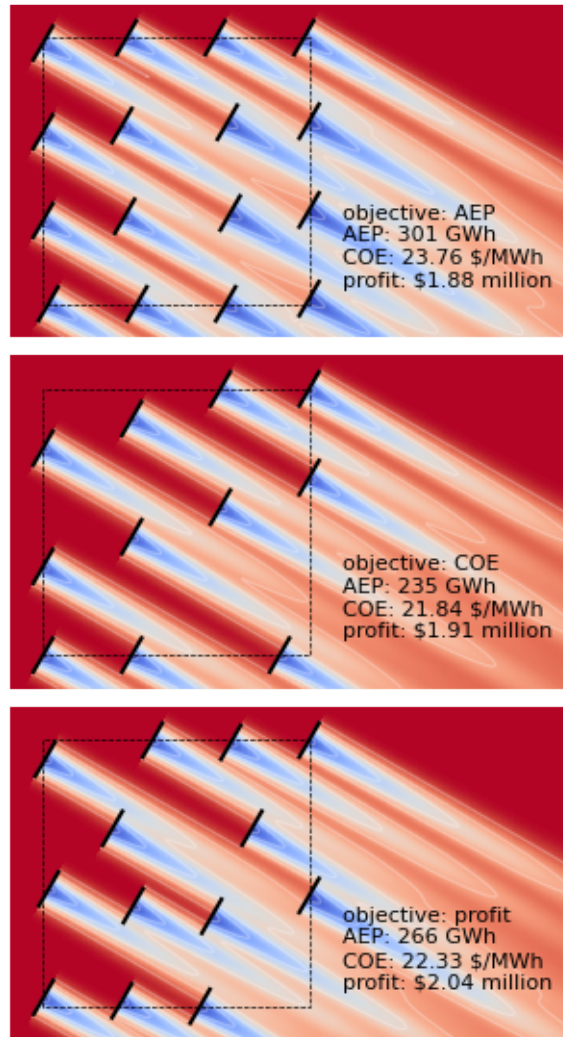 objective: AEP
AEP: 301 GWh
COE: 23.76 $/MWh
profit: $1.88 million
objective: COE
AEP: 235 GWh
COE: 21.84 $/MWh
profit: $1.91 million
objective: profit
AEP: 266 GWh
COE: 22.33 $/MWh
profit: $2.04 million